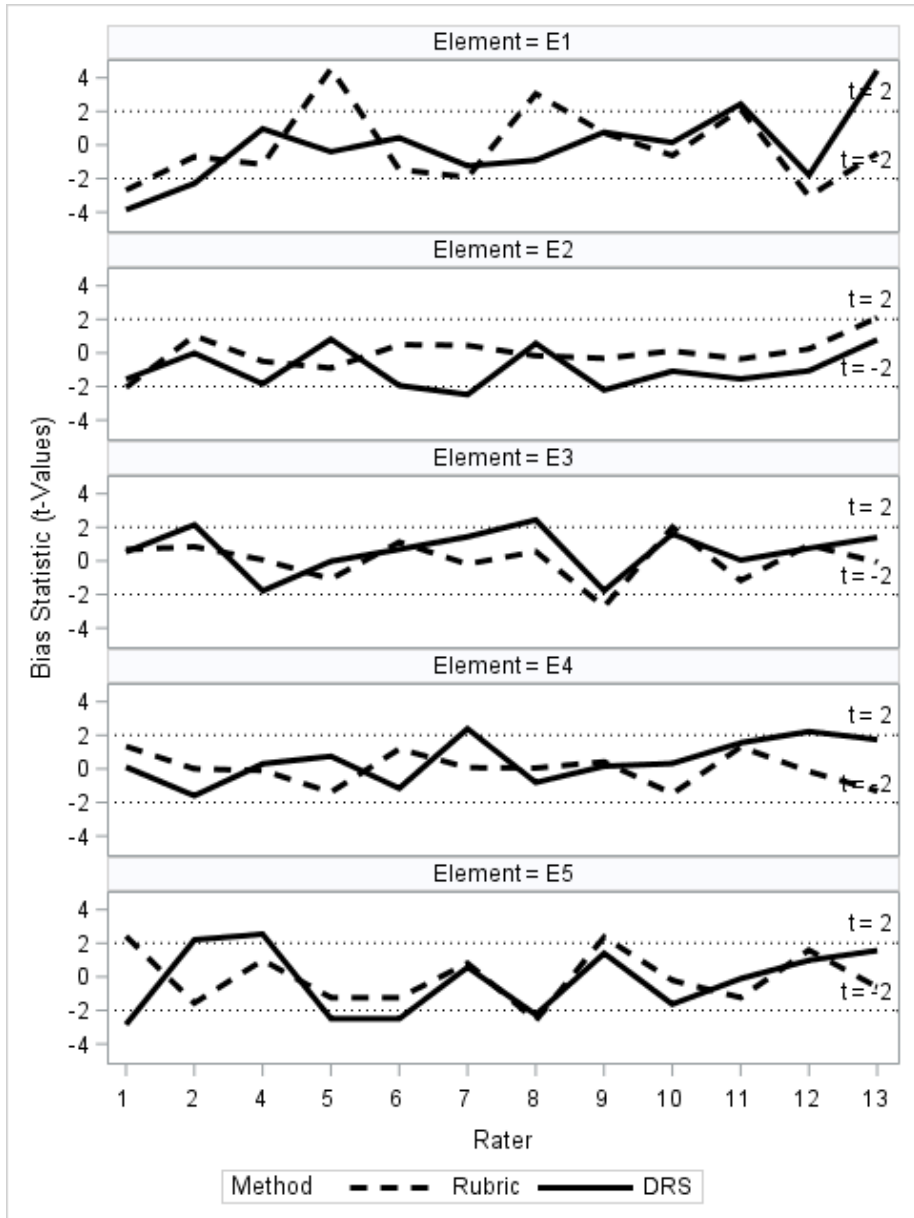 Element = E1
4
2
0
-2
-4
t = 2
t = -2
Element = E2
4
2
0
-2
-4
t = 2
t = -2
Element = E3
4
2
0
-2
-4
t = 2
t = -2
Element = E4
4
2
0
-2
-4
t = 2
t = -2
Element = E5
4
2
0
-2
-4
t = 2
t = -2
Bias Statistic (t-Values)
1 2 4 5 6 7 8 9 10 11 12 13
Rater
Method Rubric DRS